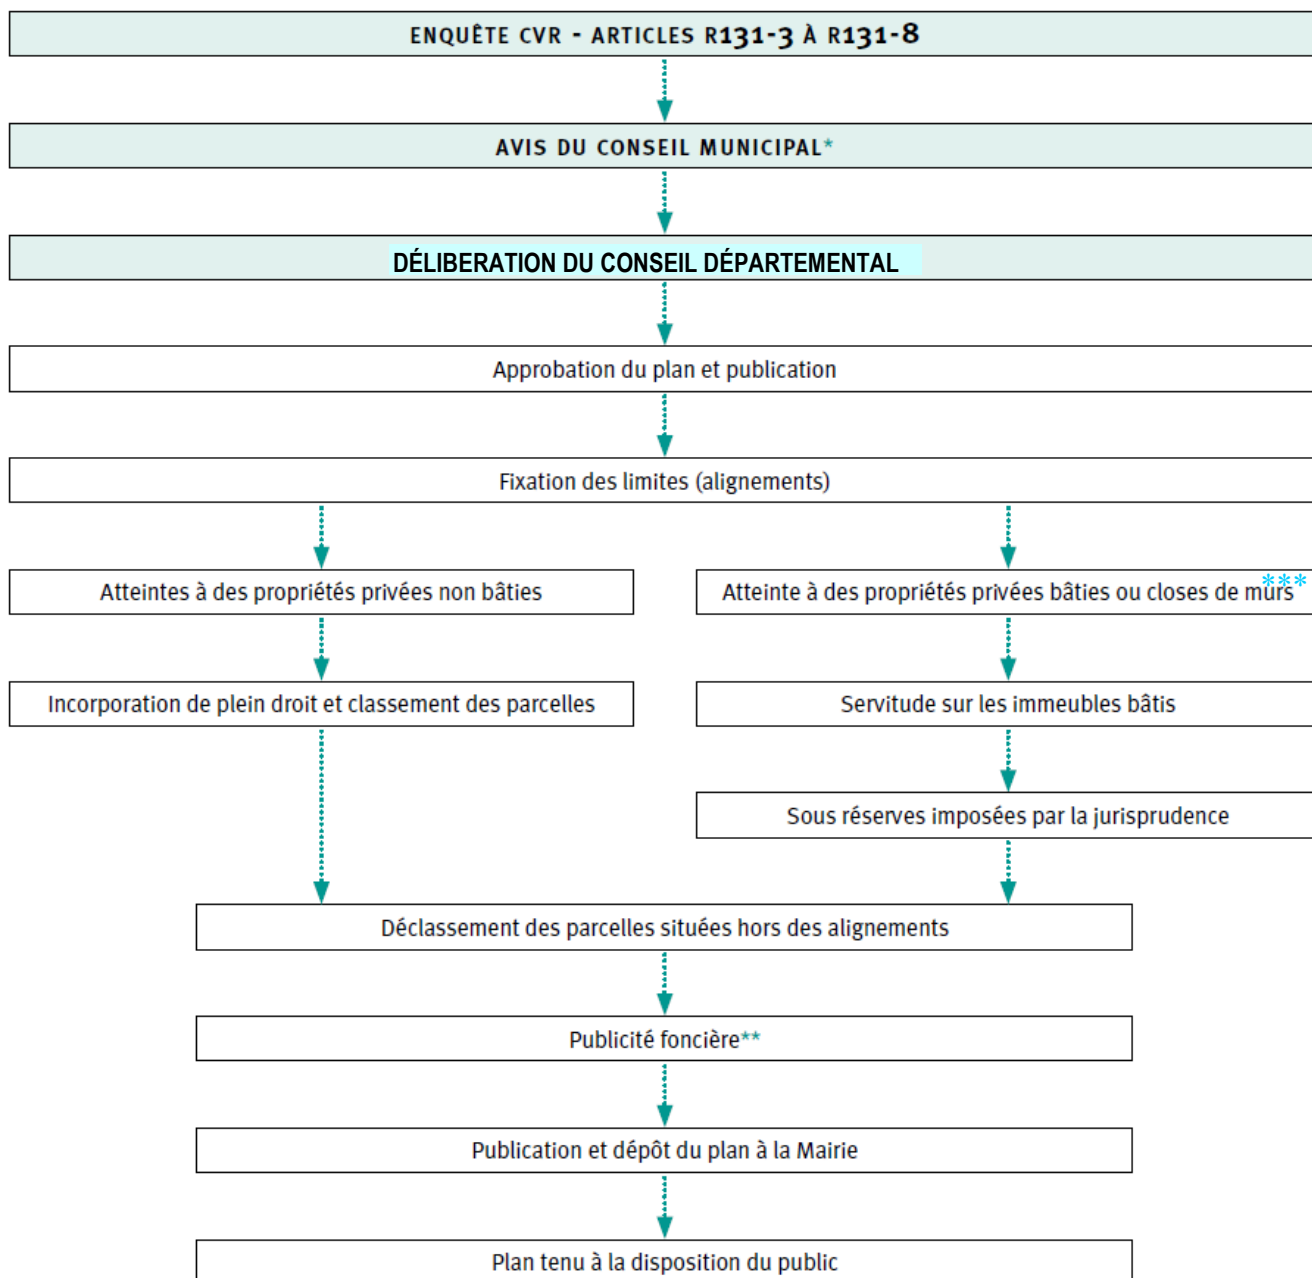 ENQUÊTE CVR - ARTICLES R131-3 À R131-8
AVIS DU CONSEIL MUNICIPAL*
DÉLIBERATION DU CONSEIL DÉPARTEMENTAL
Approbation du plan et publication
Fixation des limites (alignements)
Atteintes à des propriétés privées non bâties
Atteinte à des propriétés privées bâties ou closes de murs***
Incorporation de plein droit et classement des parcelles
Servitude sur les immeubles bâtis
Sous réserves imposées par la jurisprudence
Déclassement des parcelles situées hors des alignements
Publicité foncière**
Publication et dépôt du plan à la Mairie
Plan tenu à la disposition du public